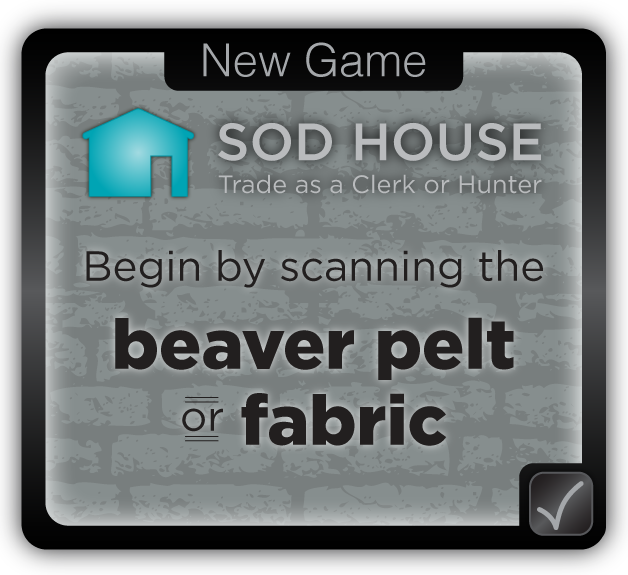 New Game
SOD HOUSE
Trade as a Clerk or Hunter
Begin by scanning the
beaver pelt
or fabric